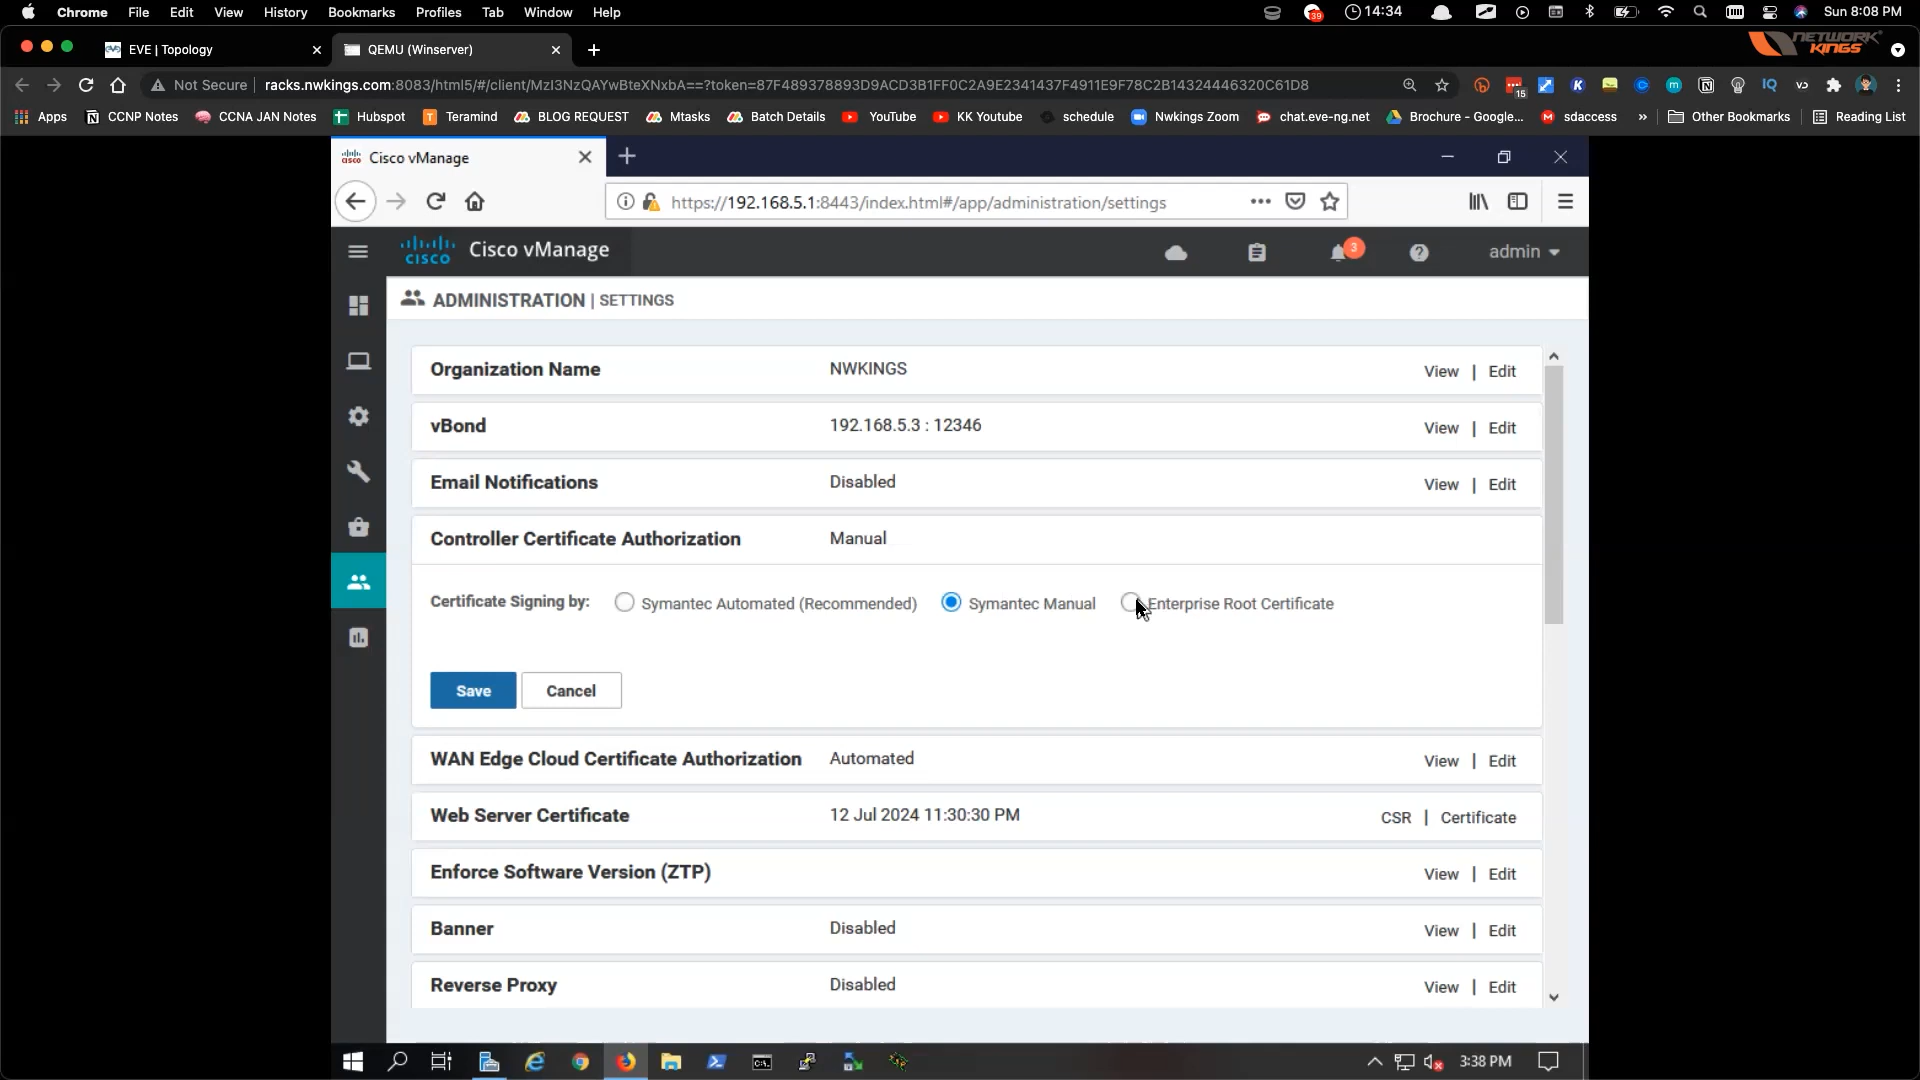 Chrome File Edit View History Bookmarks Profiles Tab Window Help 39 14:34 Sun 8:08 PM
EVE | Topology QEMU (Winserver) NETWORK KINGS
Not Secure racks.nwkings.com:8083/html5/#/client/MzI3NzQAYwBteXNxbA==?token=87F489378893D9ACD3B1FF0C2A9E2341437F4911E9F78C2B14324446320C61D8 15
Apps CCNP Notes CCNA JAN Notes Hubspot Teramind BLOG REQUEST Mtasks Batch Details YouTube KK Youtube schedule Nwkings Zoom chat.eve-ng.net Brochure - Google... sdaccess » Other Bookmarks Reading List
Cisco vManage
https://192.168.5.1:8443/index.html#/app/administration/settings
CISCO Cisco vManage 3 admin
ADMINISTRATION | SETTINGS
Organization Name NWKINGS View | Edit
vBond 192.168.5.3 : 12346 View | Edit
Email Notifications Disabled View | Edit
Controller Certificate Authorization Manual
Certificate Signing by: Symantec Automated (Recommended) Symantec Manual Enterprise Root Certificate
Save Cancel
WAN Edge Cloud Certificate Authorization Automated View | Edit
Web Server Certificate 12 Jul 2024 11:30:30 PM CSR | Certificate
Enforce Software Version (ZTP) View | Edit
Banner Disabled View | Edit
Reverse Proxy Disabled View | Edit
3:38 PM